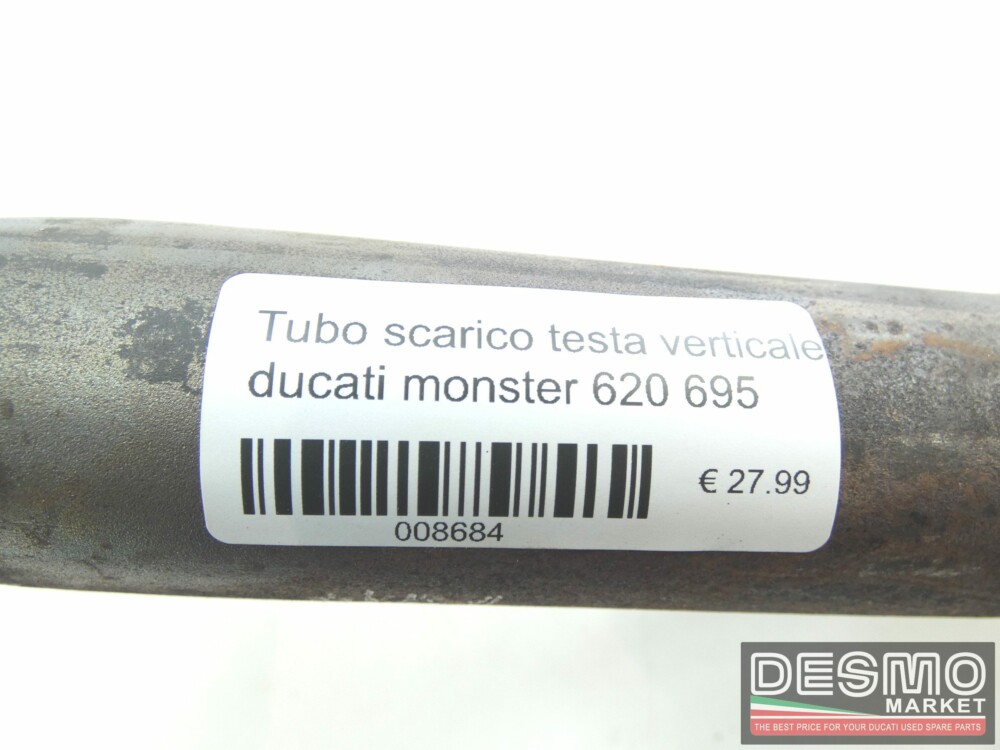 Tubo scarico testa verticale
ducati monster 620 695
€ 27.99
008684
DESMO
MARKET
THE BEST PRICE FOR YOUR DUCATI USED SPARE PARTS